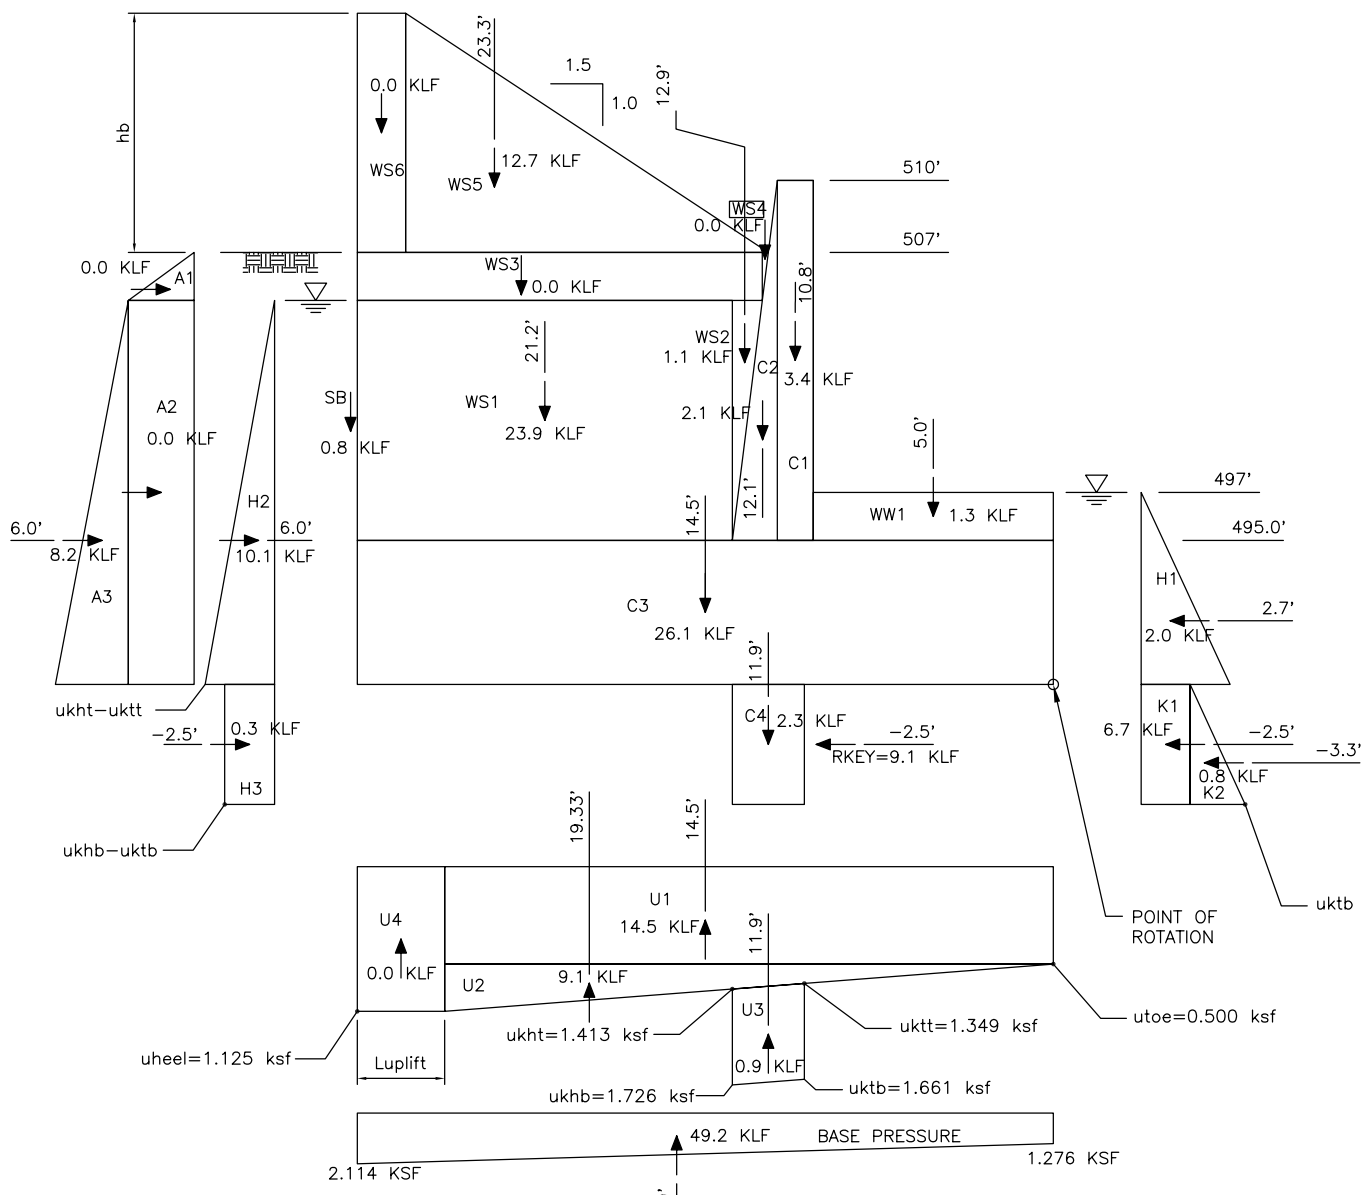 hb
0.0 KLF
WS6
23.3'
12.7 KLF
WS5
1.5
1.0
12.9'
510'
507'
WS4
0.0 KLF
0.0 KLF
A1
WS3
0.0 KLF
10.8'
WS2
1.1 KLF
C2
3.4 KLF
21.2'
WS1
23.9 KLF
SB
0.8 KLF
2.1 KLF
12.1'
C1
5.0'
WW1
1.3 KLF
497'
495.0'
A2
0.0 KLF
H2
6.0'
8.2 KLF
A3
6.0'
10.1 KLF
14.5'
C3
26.1 KLF
H1
2.7'
2.0 KLF
11.9'
C4
2.3 KLF
-2.5'
RKEY=9.1 KLF
ukht-uktt
-2.5'
0.3 KLF
H3
ukhb-uktb
K1
6.7 KLF
-2.5'
-3.3'
0.8 KLF
K2
uktb
POINT OF
ROTATION
19.33'
14.5'
U1
14.5 KLF
11.9'
U4
0.0 KLF
U2
9.1 KLF
U3
0.9 KLF
ukht=1.413 ksf
uktt=1.349 ksf
utoe=0.500 ksf
uheel=1.125 ksf
Luplift
ukhb=1.726 ksf
uktb=1.661 ksf
49.2 KLF
BASE PRESSURE
2.114 KSF
1.276 KSF